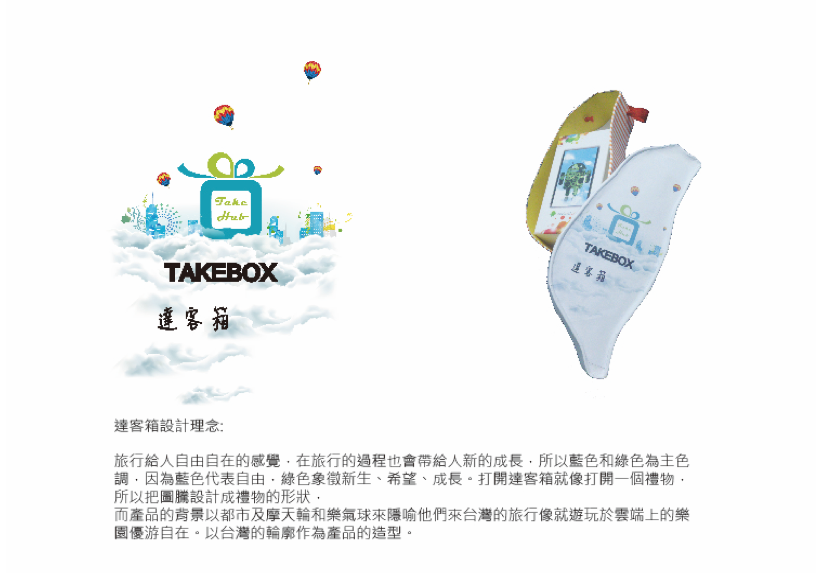 Take
Hub
TAKEBOX
達客箱
TAKEBOX
達客箱
達客箱設計理念:
旅行給人自由自在的感覺，在旅行的過程也會帶給人新的成長，所以藍色和綠色為主色
調，因為藍色代表自由，綠色象徵新生、希望、成長。打開達客箱就像打開一個禮物，
所以把圖騰設計成禮物的形狀，
而產品的背景以都市及摩天輪和樂氣球來隱喻他們來台灣的旅行像就遊玩於雲端上的樂
園優游自在。以台灣的輪廓作為產品的造型。